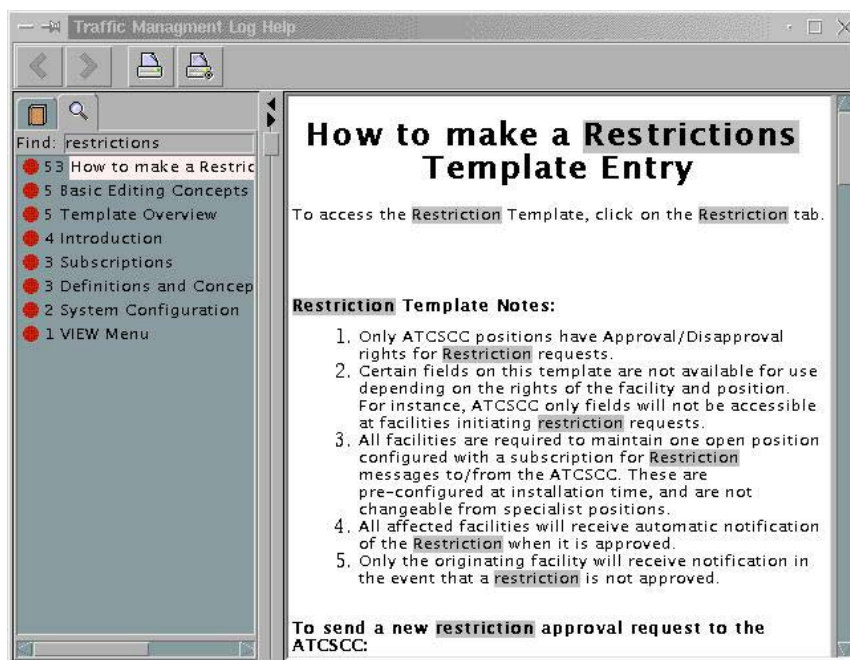 Traffic Managment Log Help
Find: restrictions
53 How to make a Restric
5 Basic Editing Concepts
5 Template Overview
4 Introduction
3 Subscriptions
3 Definitions and Concep
2 System Configuration
1 VIEW Menu
How to make a Restrictions
Template Entry
To access the Restriction Template, click on the Restriction tab.
Restriction Template Notes:
1. Only ATCSCC positions have Approval/Disapproval
rights for Restriction requests.
2. Certain fields on this template are not available for use
depending on the rights of the facility and position.
For instance, ATCSCC only fields will not be accessible
at facilities initiating restriction requests.
3. All facilities are required to maintain one open position
configured with a subscription for Restriction
messages to/from the ATCSCC. These are
pre-configured at installation time, and are not
changeable from specialist positions.
4. All affected facilities will receive automatic notification
of the Restriction when it is approved.
5. Only the originating facility will receive notification in
the event that a restriction is not approved.
To send a new restriction approval request to the
ATCSCC: